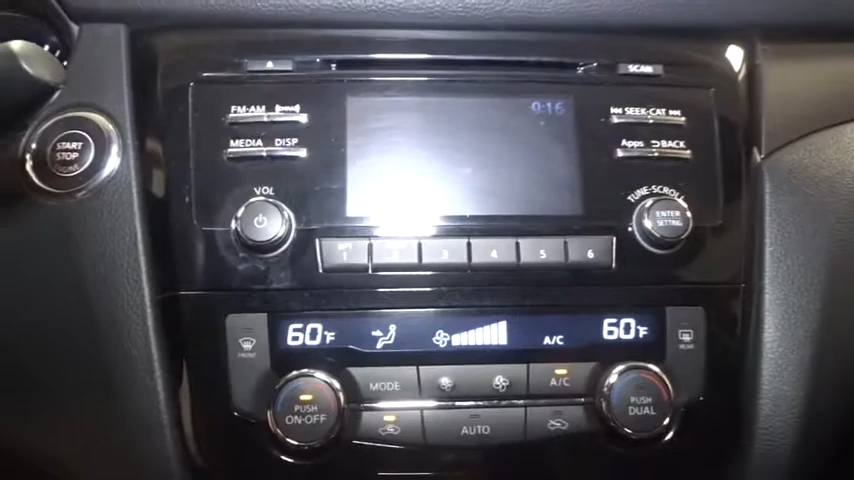 SCAN
FM·AM
9:16
SEEK·CAT
START
STOP
MEDIA
DISP
Apps
BACK
VOL
TUNE·SCROLL
ENTER
SETTING
1 2 3 4 5 6
60°F
A/C
60°F
FRONT
REAR
MODE
A/C
PUSH
ON·OFF
AUTO
PUSH
DUAL